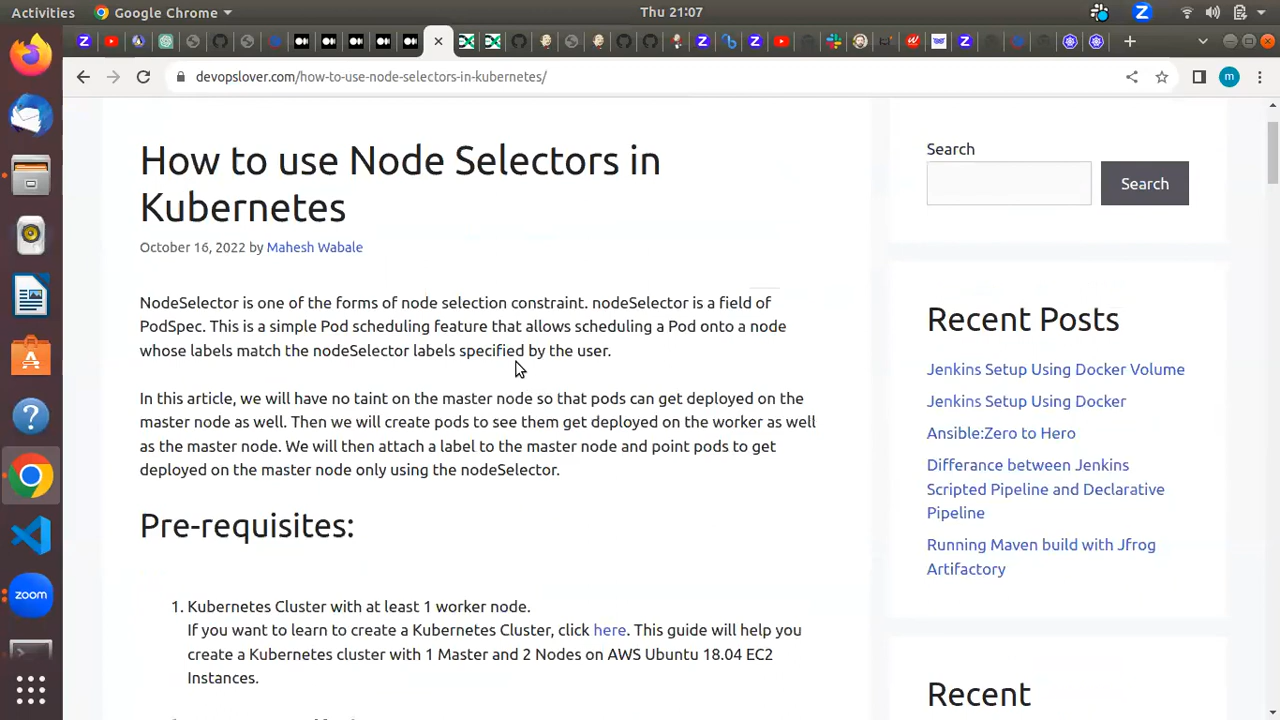 Activities
Google Chrome
Thu 21:07
devopslover.com/how-to-use-node-selectors-in-kubernetes/
m
How to use Node Selectors in
Kubernetes
October 16, 2022 by Mahesh Wabale
NodeSelector is one of the forms of node selection constraint. nodeSelector is a field of
PodSpec. This is a simple Pod scheduling feature that allows scheduling a Pod onto a node
whose labels match the nodeSelector labels specified by the user.
In this article, we will have no taint on the master node so that pods can get deployed on the
master node as well. Then we will create pods to see them get deployed on the worker as well
as the master node. We will then attach a label to the master node and point pods to get
deployed on the master node only using the nodeSelector.
Pre-requisites:
1. Kubernetes Cluster with at least 1 worker node.
If you want to learn to create a Kubernetes Cluster, click here. This guide will help you
create a Kubernetes cluster with 1 Master and 2 Nodes on AWS Ubuntu 18.04 EC2
Instances.
Search
Search
Recent Posts
Jenkins Setup Using Docker Volume
Jenkins Setup Using Docker
Ansible:Zero to Hero
Differance between Jenkins
Scripted Pipeline and Declarative
Pipeline
Running Maven build with Jfrog
Artifactory
Recent
zoom